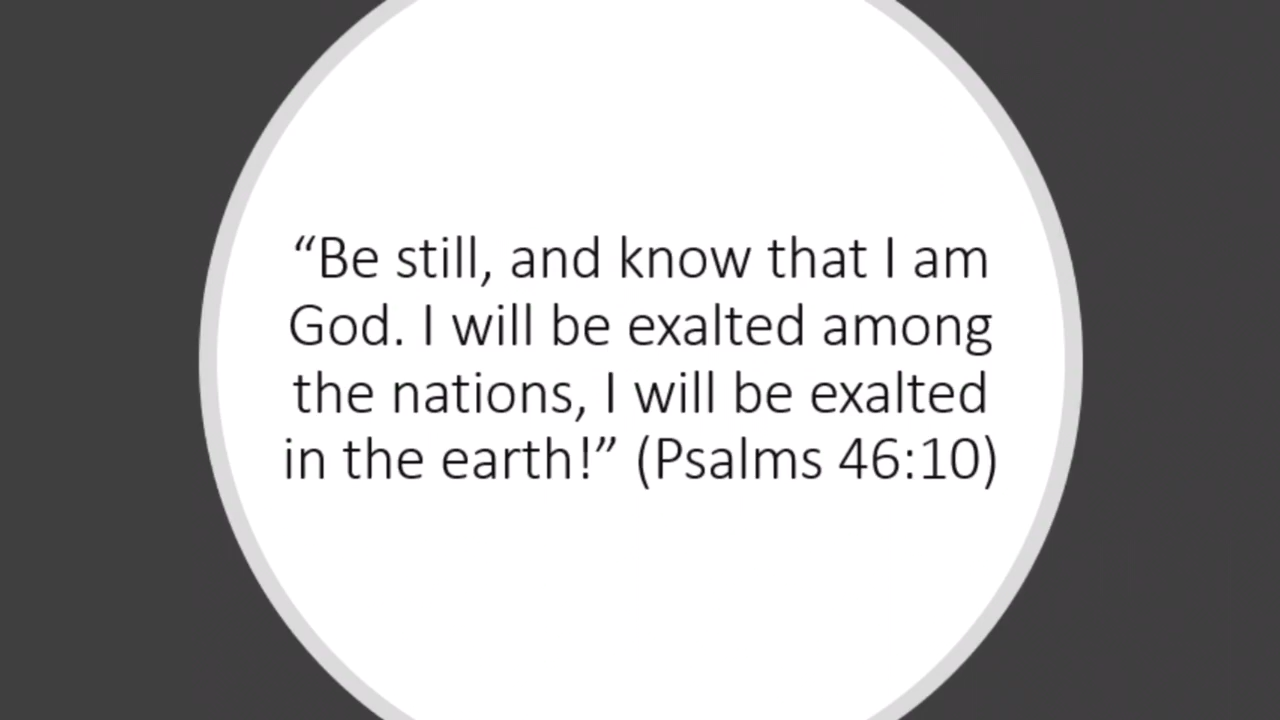 “Be still, and know that I am
God. I will be exalted among
the nations, I will be exalted
in the earth!” (Psalms 46:10)